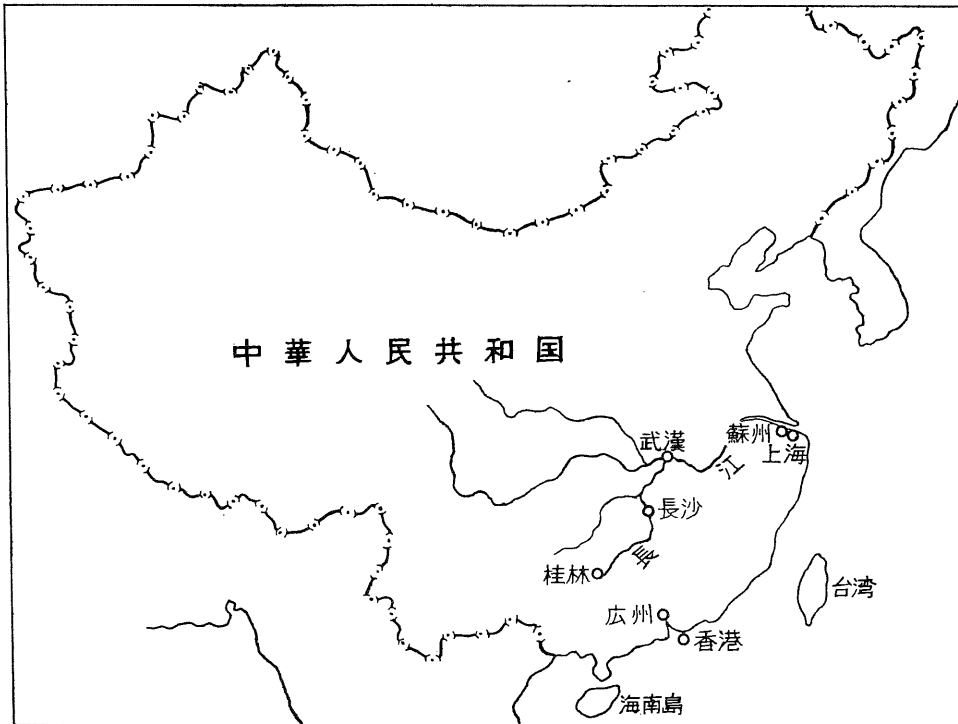 中華人民共和国
武漢
蘇州
上海
江
長沙
長
桂林
広州
香港
台湾
海南島